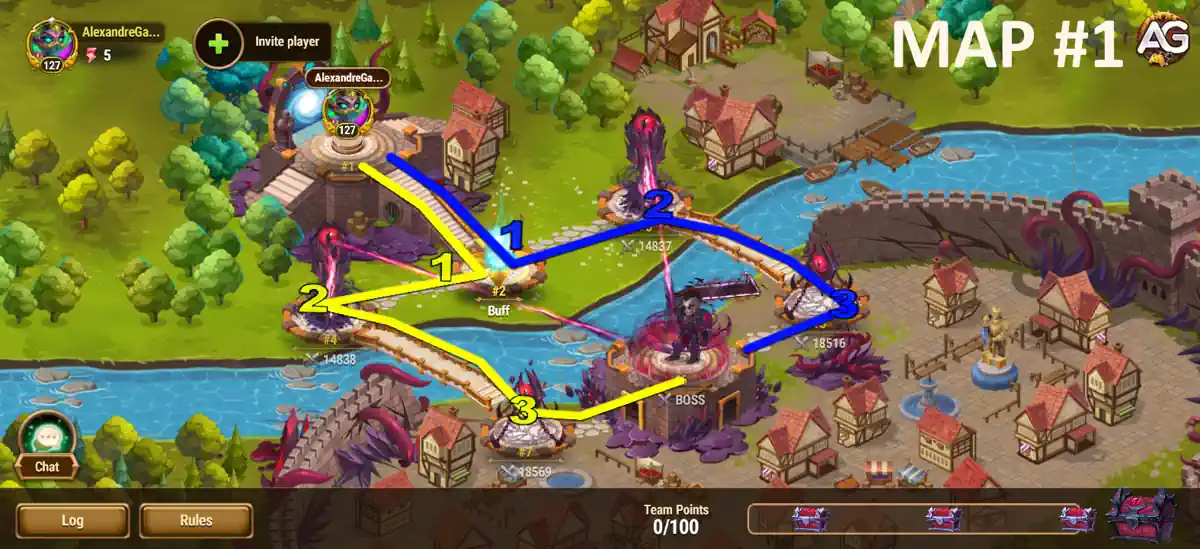 MAP #1
AG
AlexandreGa...
5
127
Invite player
AlexandreGa...
127
#1
1
2
14837
1
#2
Buff
2
#4
14838
3
18516
BOSS
3
#7
18569
Chat
Log
Rules
Team Points
0/100